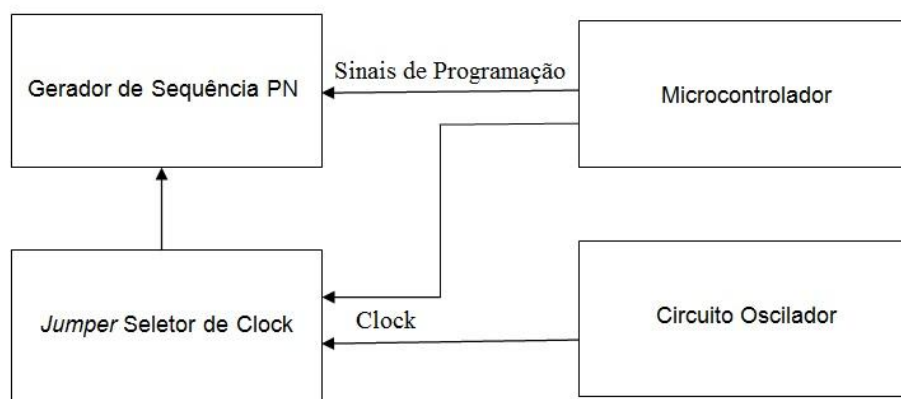 Gerador de Sequência PN
Sinais de Programação
Microcontrolador
Jumper Seletor de Clock
Clock
Circuito Oscilador